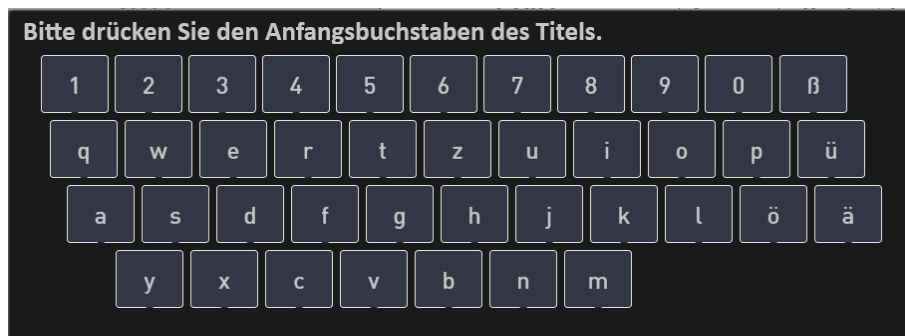 Bitte drücken Sie den Anfangsbuchstaben des Titels.
1 2 3 4 5 6 7 8 9 0 ß
q w e r t z u i o p ü
a s d f g h j k l ö ä
y x c v b n m